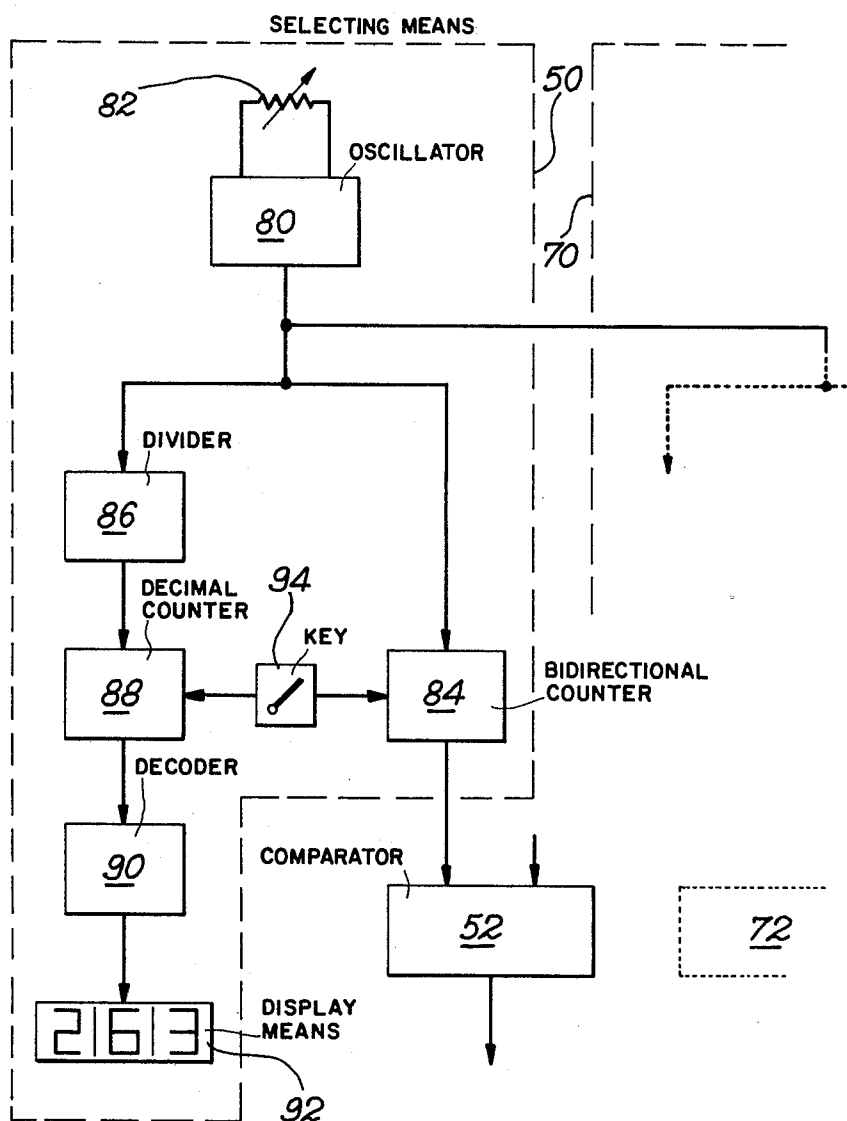 SELECTING MEANS
82
50
OSCILLATOR
80
70
DIVIDER
86
DECIMAL
COUNTER
94
KEY
88
84
BIDIRECTIONAL
COUNTER
DECODER
90
COMPARATOR
52
72
263
DISPLAY
MEANS
92